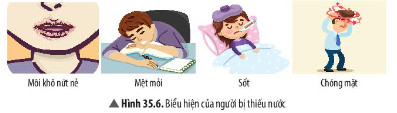 Môi khô nứt nẻ
Mệt mỏi
Sốt
Chóng mặt
▲ Hình 35.6. Biểu hiện của người bị thiếu nước